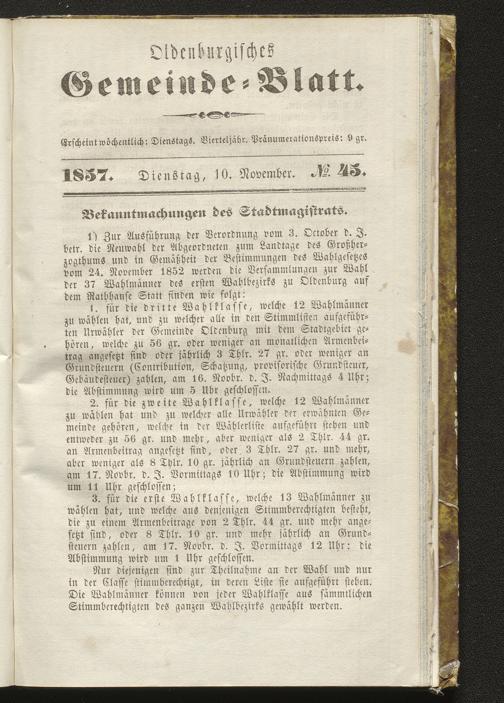 Oldenburgisches
Gemeinde-Blatt.
Erscheint wöchentlich: Dienstags. Vierteljähr. Pränumerationspreis: 9 gr.
1857. Dienstag, 10. November. № 45.
Bekanntmachungen des Stadtmagistrats.
1) Zur Ausführung der Verordnung vom 3. October d. J.
betr. die Neuwahl der Abgeordneten zum Landtage des Großher-
zogthums und in Gemäßheit der Bestimmungen des Wahlgesetzes
vom 24. November 1852 werden die Versammlungen zur Wahl
der 37 Wahlmänner des ersten Wahlbezirks zu Oldenburg auf
dem Rathhause Statt finden wie folgt:
1. für die dritte Wahlklasse, welche 12 Wahlmänner
zu wählen hat, und zu welcher alle in den Stimmlisten aufgeführ-
ten Urwähler der Gemeinde Oldenburg mit dem Stadtgebiet ge-
hören, welche zu 56 gr. oder weniger an monatlichen Armenbei-
trag angesetzt sind oder jährlich 3 Thlr. 27 gr. oder weniger an
Grundsteuern (Contribution, Schatzung, provisorische Grundsteuer,
Gebäudesteuer) zahlen, am 16. Novbr. d. J. Nachmittags 4 Uhr;
die Abstimmung wird um 5 Uhr geschlossen.
2. für die zweite Wahlklasse, welche 12 Wahlmänner
zu wählen hat und zu welcher alle Urwähler der erwähnten Ge-
meinde gehören, welche in der Wählerliste aufgeführt stehen und
entweder zu 56 gr. und mehr, aber weniger als 2 Thlr. 44 gr.
an Armenbeitrag angesetzt sind, oder 3 Thlr. 27 gr. und mehr,
aber weniger als 8 Thlr. 10 gr. jährlich an Grundsteuern zahlen,
am 17. Novbr. d. J. Vormittags 10 Uhr; die Abstimmung wird
um 11 Uhr geschlossen;
3. für die erste Wahlklasse, welche 13 Wahlmänner zu
wählen hat, und welche aus denjenigen Stimmberechtigten besteht,
die zu einem Armenbeitrage von 2 Thlr. 44 gr. und mehr ange-
setzt sind, oder 8 Thlr. 10 gr. und mehr jährlich an Grund-
steuern zahlen, am 17. Novbr. d. J. Vormittags 12 Uhr: die
Abstimmung wird um 1 Uhr geschlossen.
Nur diejenigen sind zur Theilnahme an der Wahl und nur
in der Classe stimmberechtigt, in deren Liste sie aufgeführt stehen.
Die Wahlmänner können von jeder Wahlklasse aus sämmtlichen
Stimmberechtigten des ganzen Wahlbezirks gewählt werden.